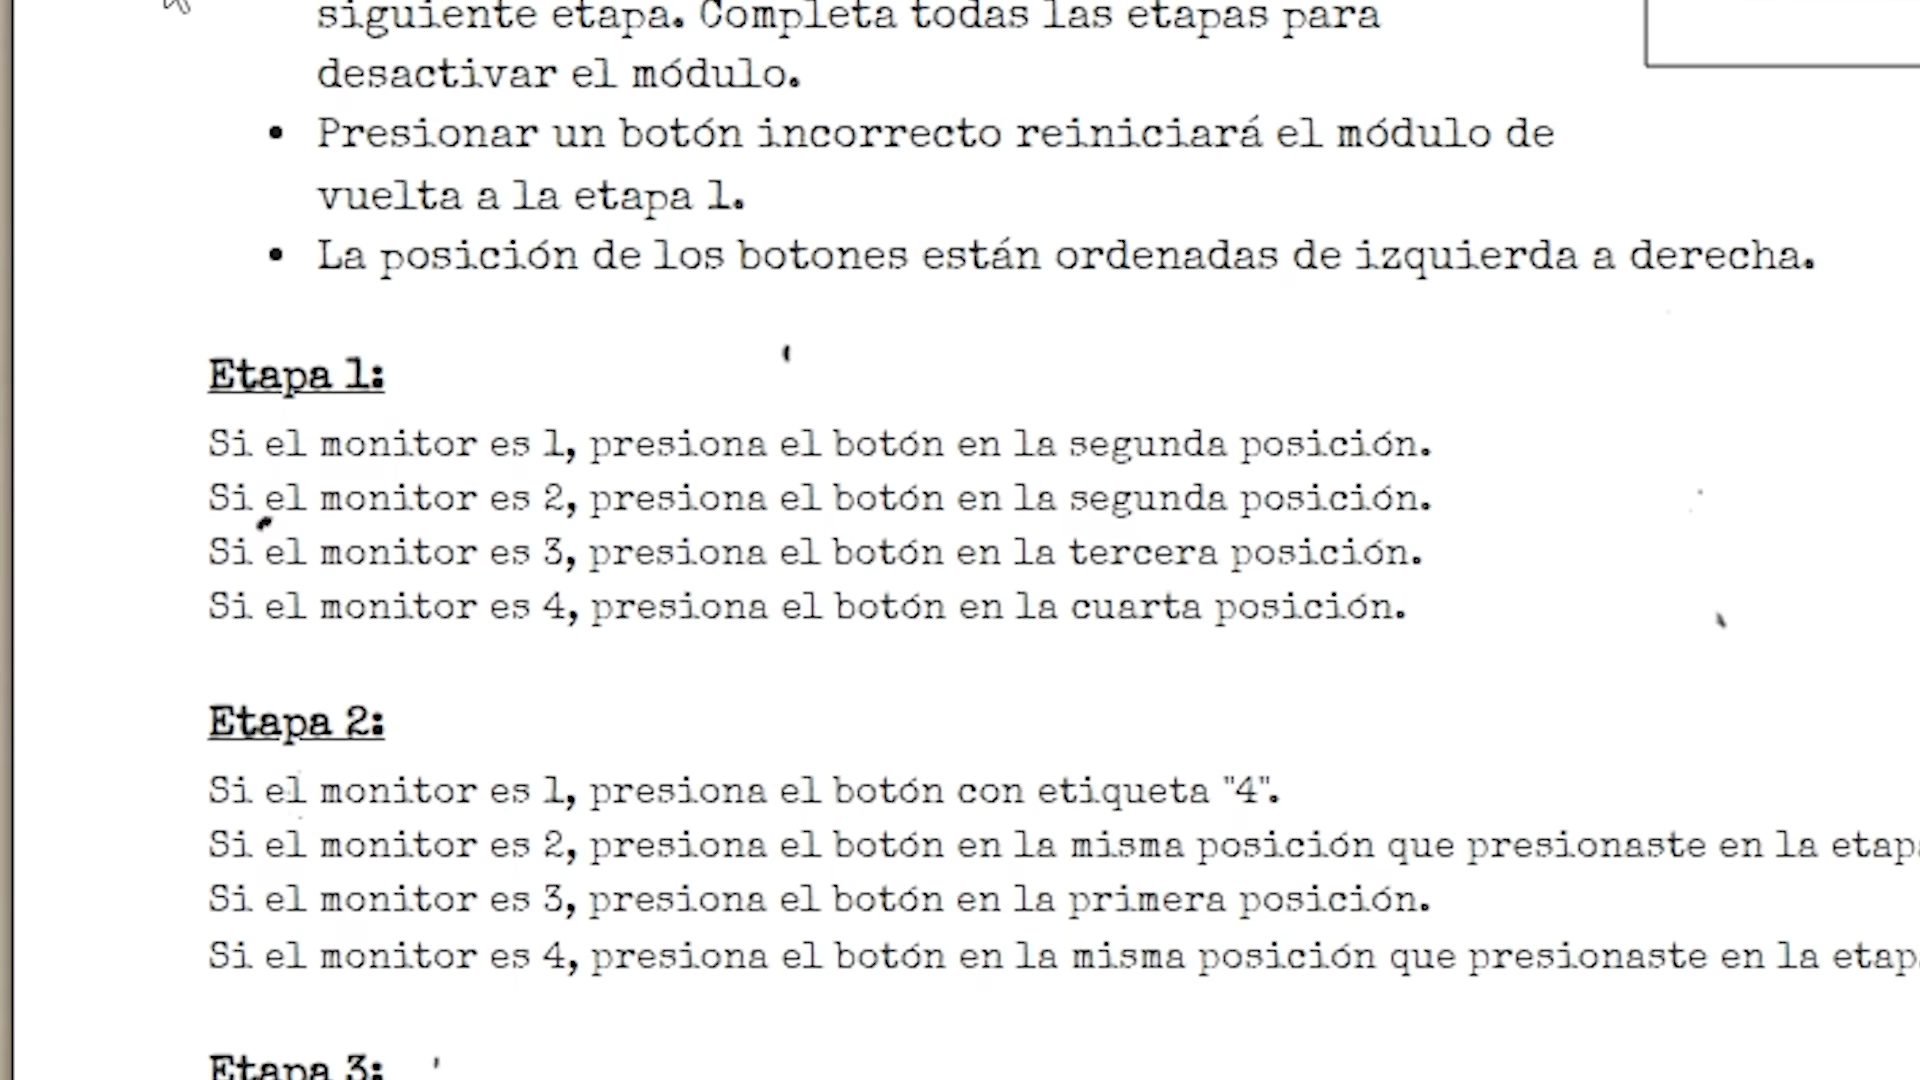 siguiente etapa. Completa todas las etapas para
desactivar el módulo.
• Presionar un botón incorrecto reiniciará el módulo de
vuelta a la etapa 1.
• La posición de los botones están ordenadas de izquierda a derecha.
Etapa 1:
Si el monitor es 1, presiona el botón en la segunda posición.
Si el monitor es 2, presiona el botón en la segunda posición.
Si el monitor es 3, presiona el botón en la tercera posición.
Si el monitor es 4, presiona el botón en la cuarta posición.
Etapa 2:
Si el monitor es 1, presiona el botón con etiqueta "4".
Si el monitor es 2, presiona el botón en la misma posición que presionaste en la etapa
Si el monitor es 3, presiona el botón en la primera posición.
Si el monitor es 4, presiona el botón en la misma posición que presionaste en la etap
Etapa 3: